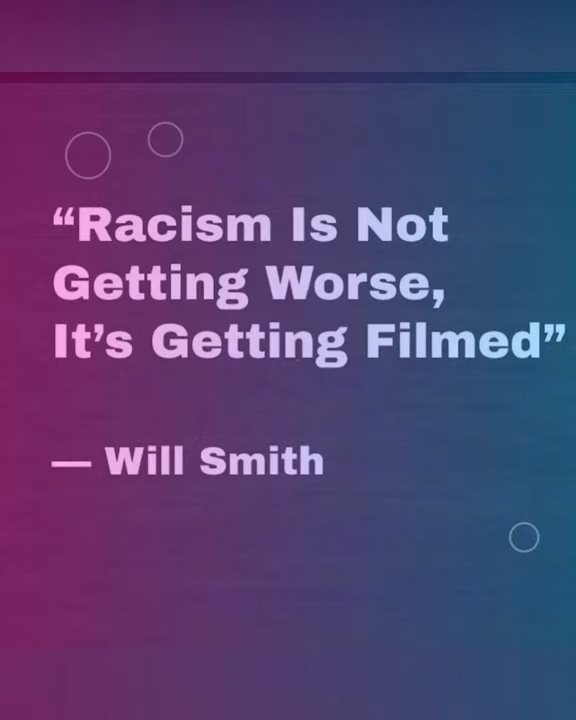 “Racism Is Not
Getting Worse,
It’s Getting Filmed”
— Will Smith